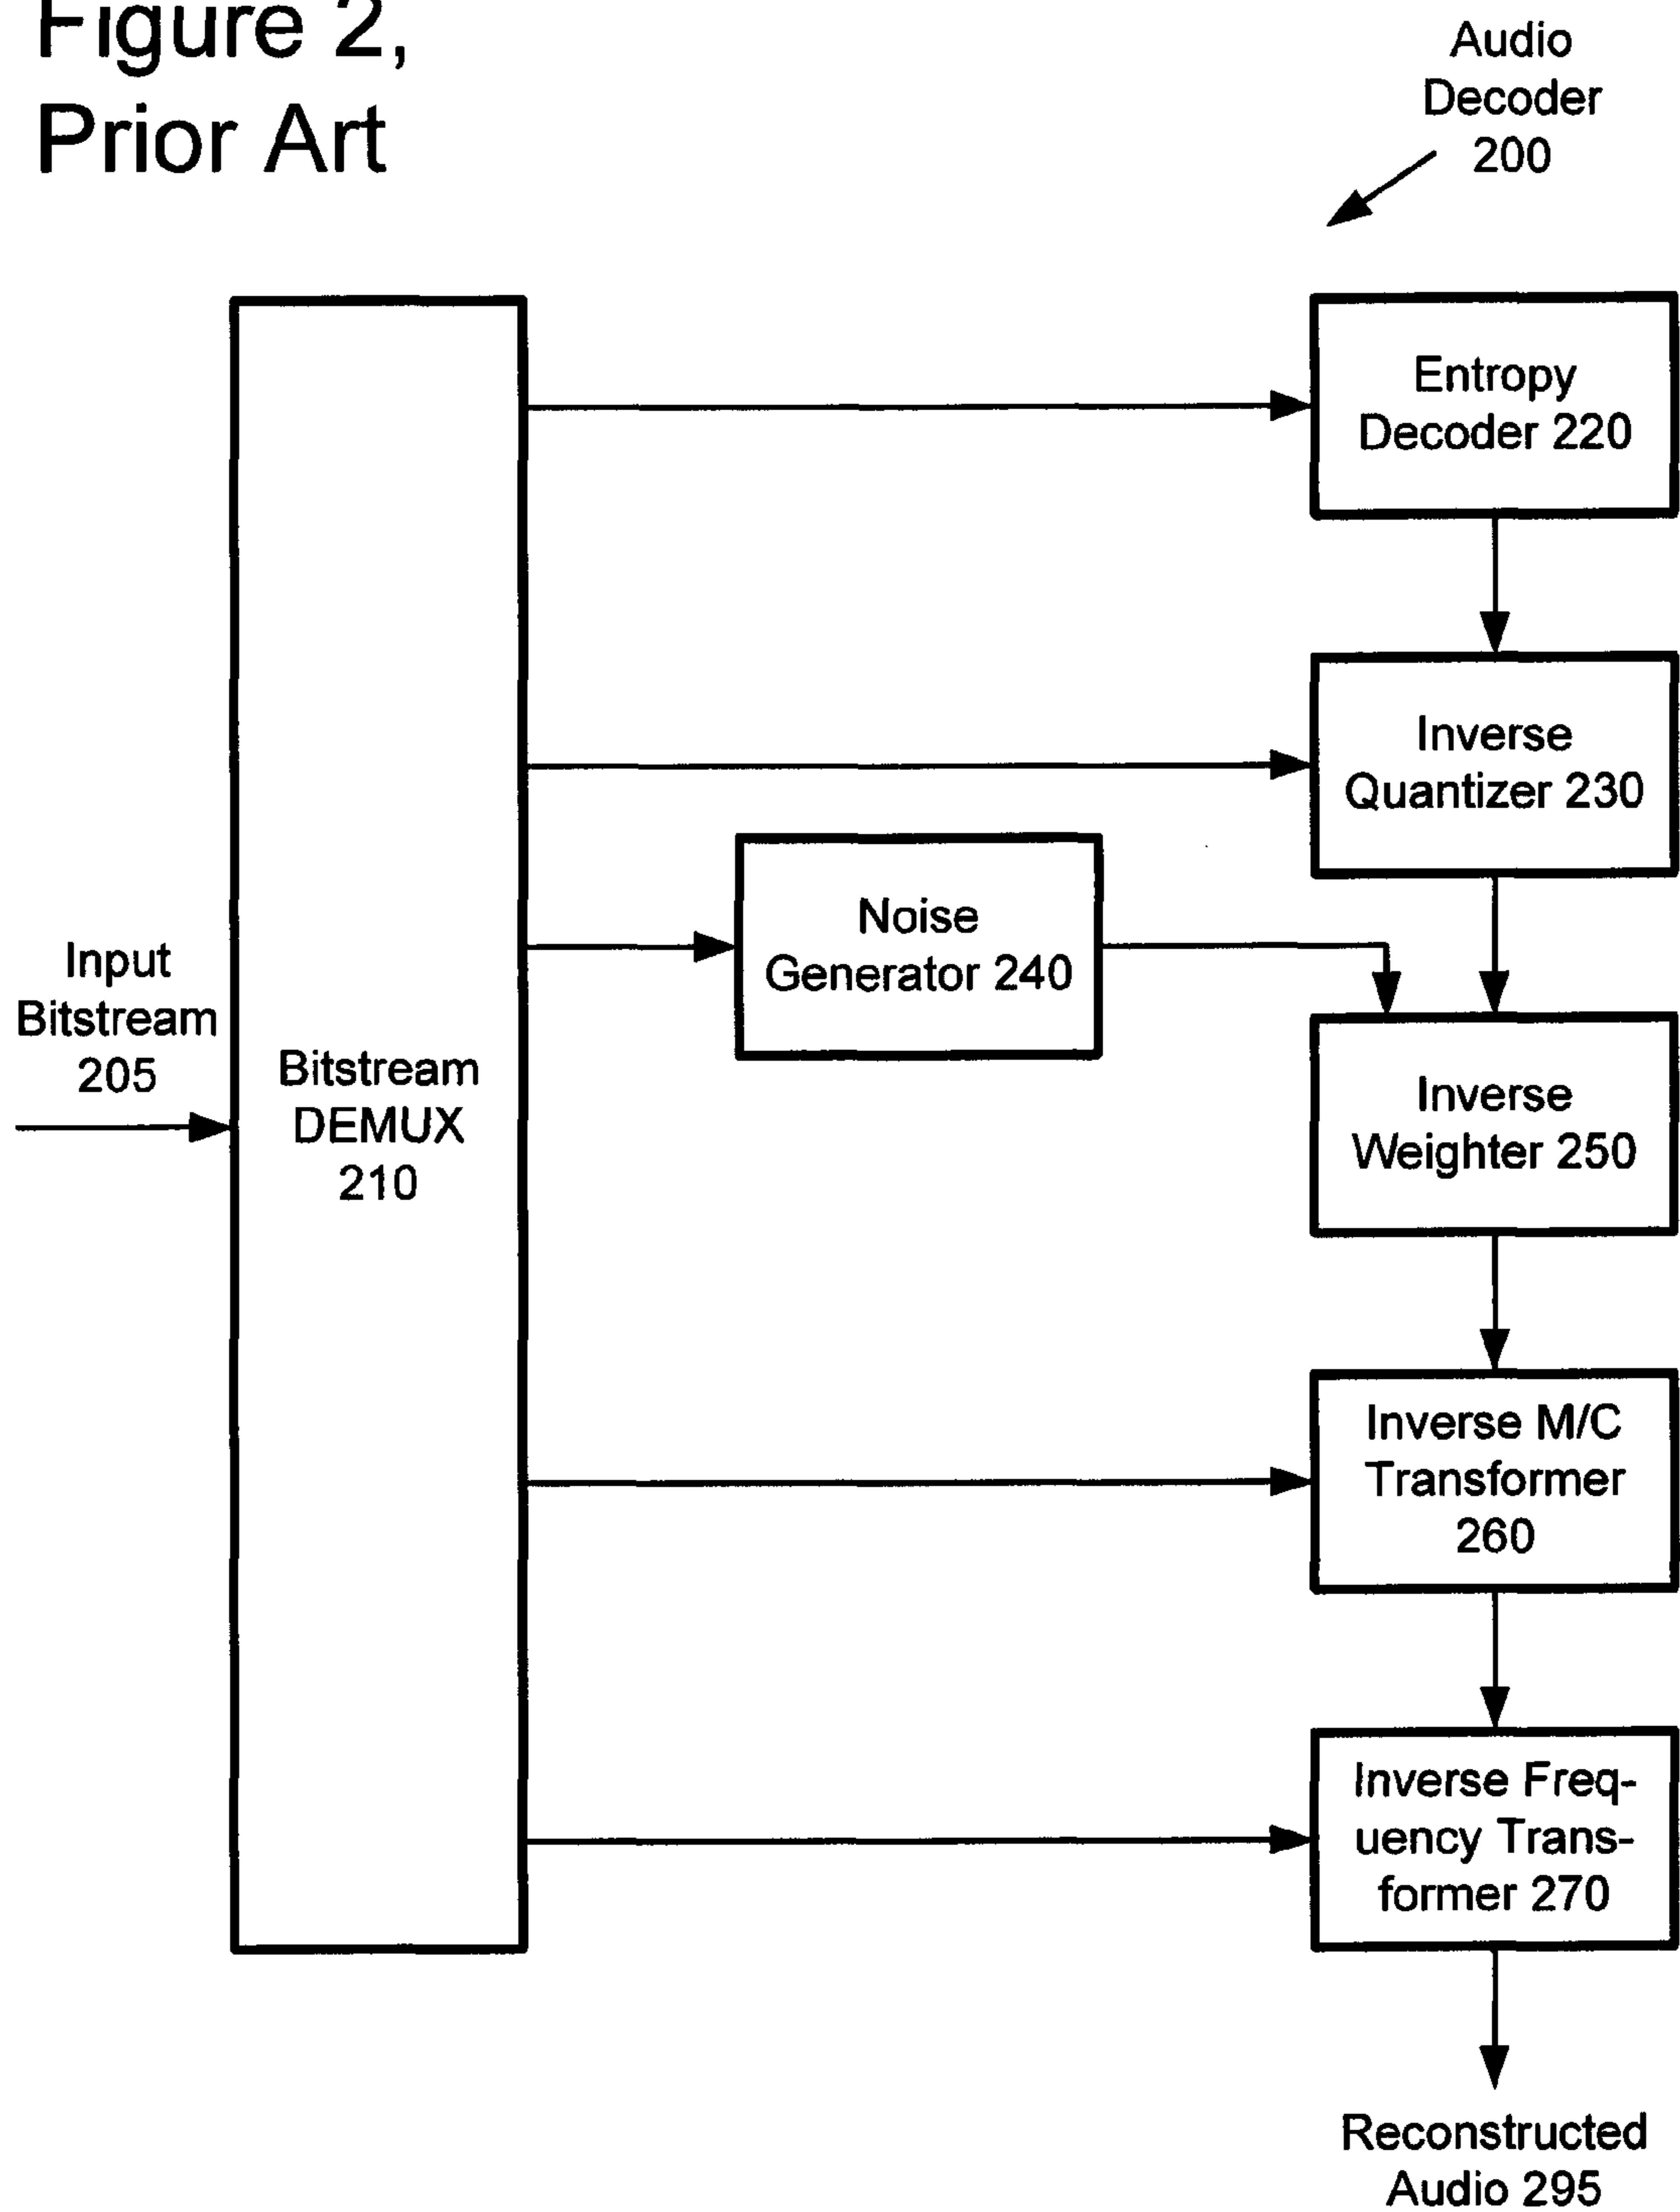 Figure 2,
Prior Art
Audio
Decoder
200
Entropy
Decoder 220
Inverse
Quantizer 230
Noise
Generator 240
Input
Bitstream
205
Bitstream
DEMUX
210
Inverse
Weighter 250
Inverse M/C
Transformer
260
Inverse Freq-
uency Trans-
former 270
Reconstructed
Audio 295